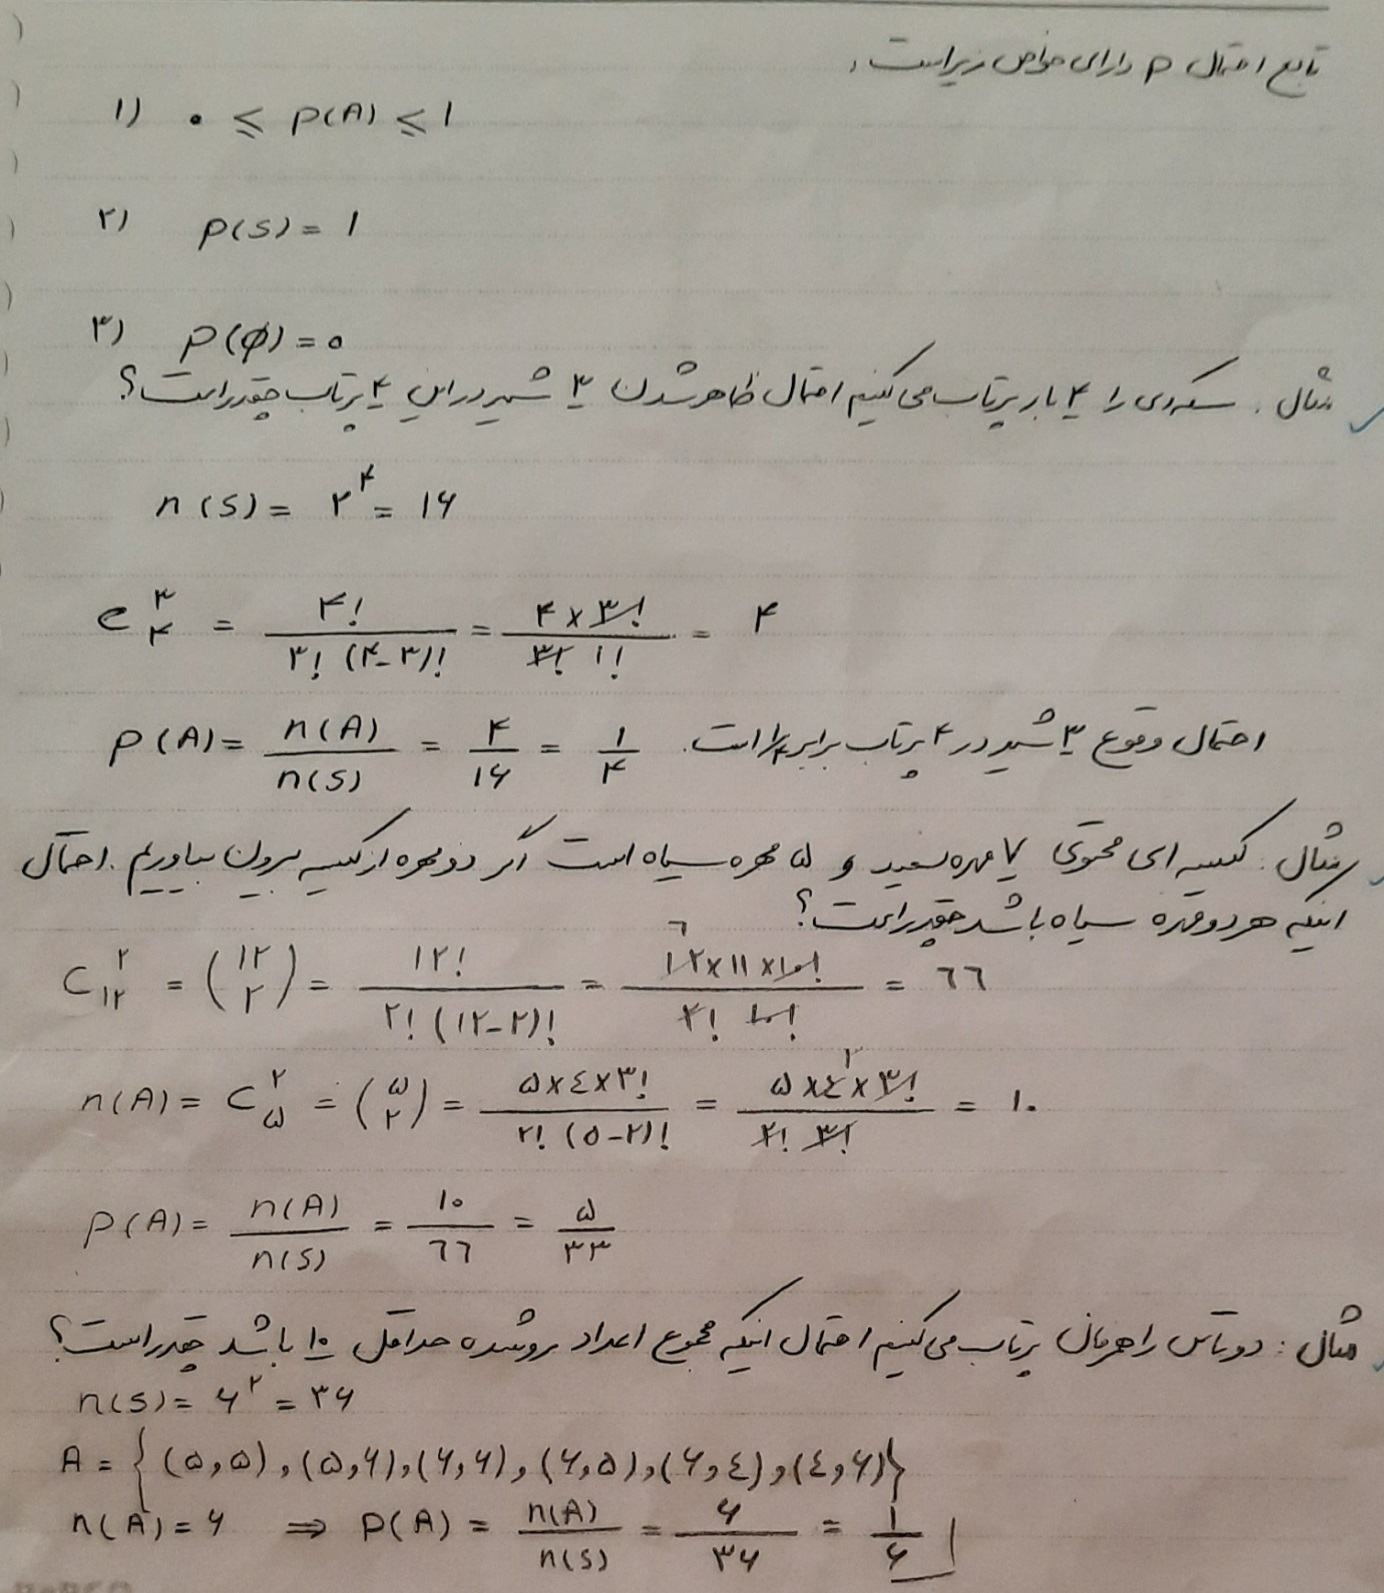 تابع احتمال P دارای خواص زیر است:
۱) ۰ ≤ P(A) ≤ ۱
۲) P(S) = ۱
۳) P(φ) = ۰
مثال: سکه‌ای را ۴ بار پرتاب می‌کنیم احتمال ظاهر شدن ۳ شیر در این ۴ پرتاب چقدر است؟
n(S) = ۲^۴ = ۱۶
C_۴^۳ = ۴! / ۳!(۴-۳)! = ۴×۳! / ۳! ۱! = ۴
P(A) = n(A)/n(S) = ۴/۱۶ = ۱/۴ احتمال وقوع ۳ شیر در ۴ پرتاب برابر ۱/۴ است.
مثال: کیسه ای محتوی ۷ مهره سفید و ۵ مهره سیاه است اگر دو مهره از کیسه بیرون بیاوریم. احتمال
اینکه هر دو مهره سیاه باشد چقدر است؟
C_۱۲^۲ = (۱۲ ۲) = ۱۲! / ۲!(۱۲-۲)! = ۱۲×۱۱×۱۰! / ۲! ۱۰! = ۶۶
n(A) = C_۵^۲ = (۵ ۲) = ۵×۴×۳! / ۲!(۵-۲)! = ۵×۴×۳! / ۲! ۳! = ۱۰
P(A) = n(A)/n(S) = ۱۰/۶۶ = ۵/۳۳
مثال: دو تاس را همزمان پرتاب می‌کنیم احتمال اینکه مجموع اعداد رو شده حداقل ۱۰ باشد چقدر است؟
n(S) = ۶^۲ = ۳۶
A = {(۵,۵),(۵,۶),(۶,۶),(۶,۵),(۶,۴),(۴,۶)}
n(A) = ۶ ⇒ P(A) = n(A)/n(S) = ۶/۳۶ = ۱/۶